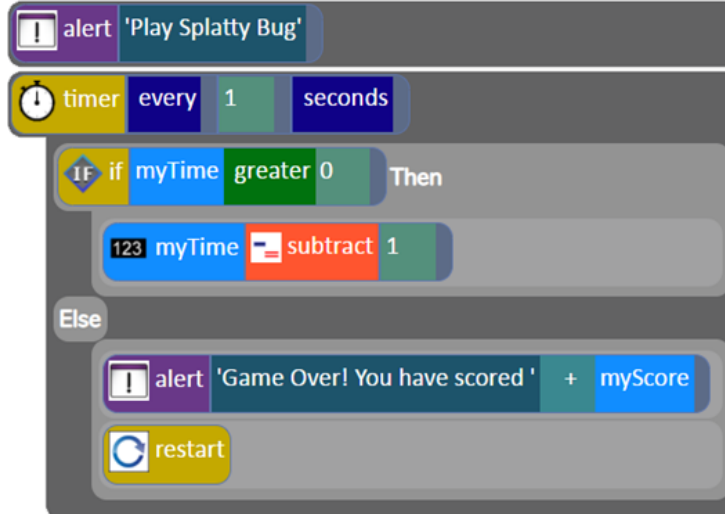 ! alert 'Play Splatty Bug'
timer every 1 seconds
IF if myTime greater 0 Then
123 myTime subtract 1
Else
! alert 'Game Over! You have scored ' + myScore
restart